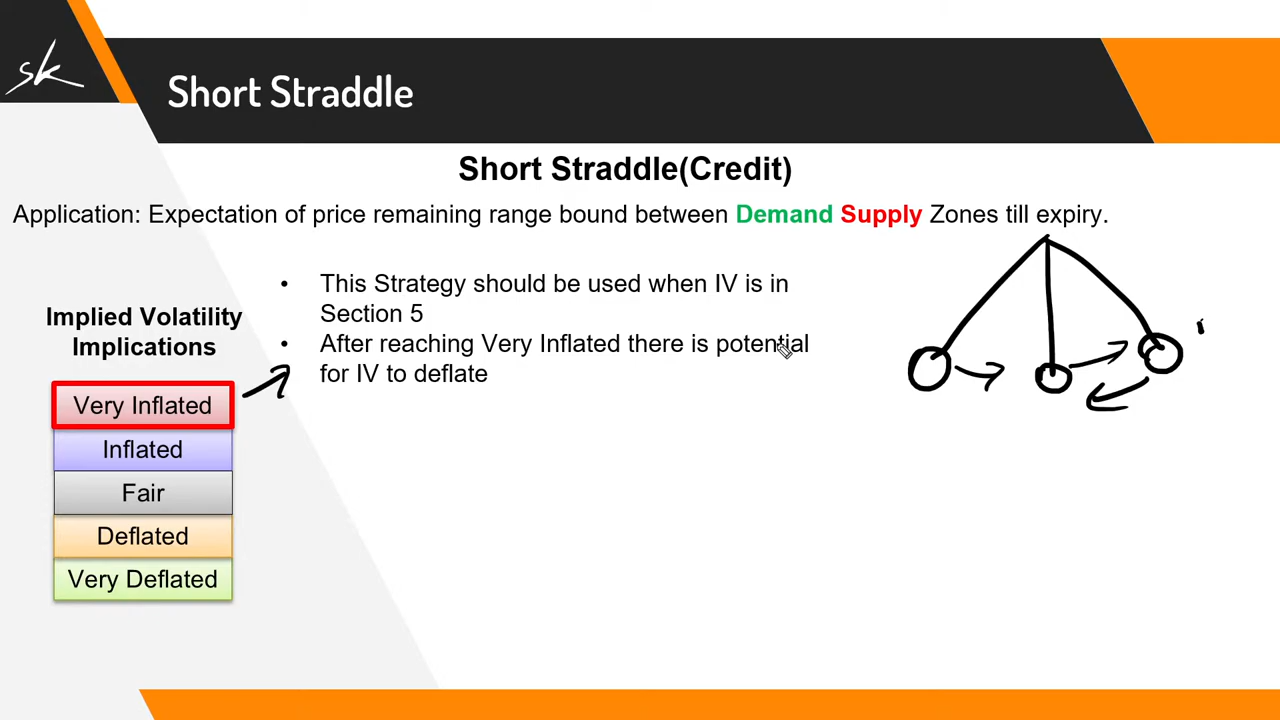 sk
Short Straddle
Short Straddle(Credit)
Application: Expectation of price remaining range bound between Demand Supply Zones till expiry.
Implied Volatility
Implications
Very Inflated
Inflated
Fair
Deflated
Very Deflated
• This Strategy should be used when IV is in
Section 5
• After reaching Very Inflated there is potential
for IV to deflate